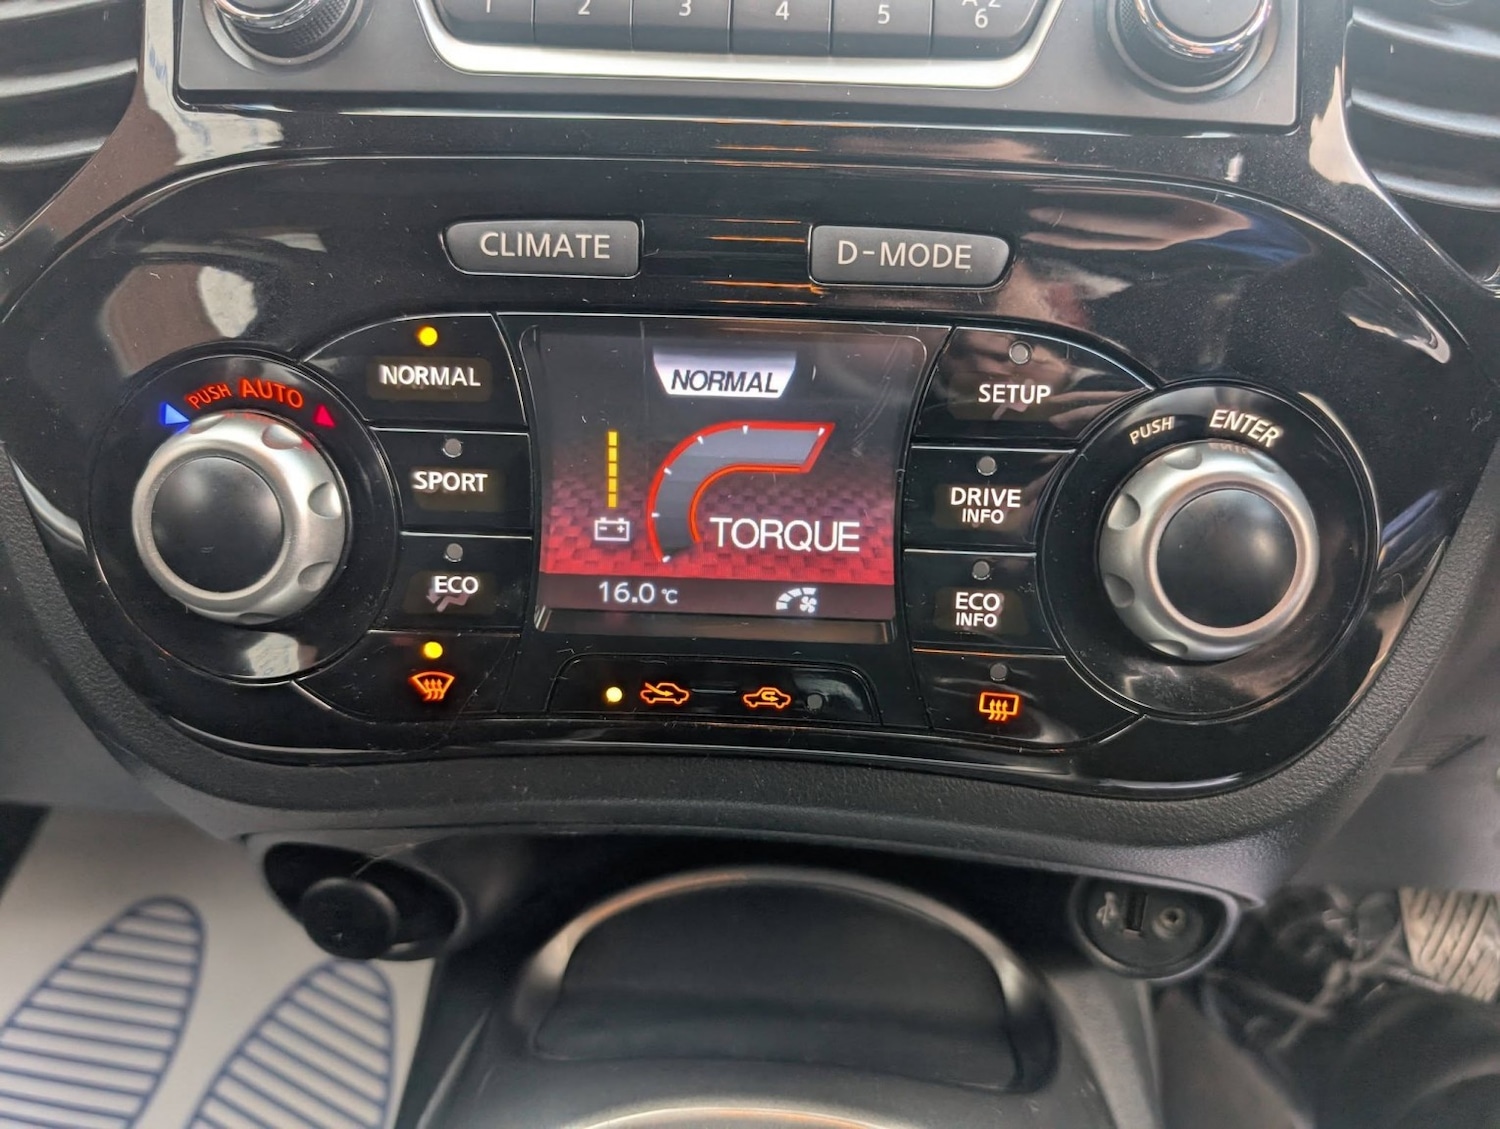 1 2 3 4 5 6
CLIMATE
D-MODE
NORMAL
SPORT
ECO
PUSH AUTO
NORMAL
TORQUE
16.0 °C
SETUP
DRIVE
INFO
ECO
INFO
PUSH ENTER